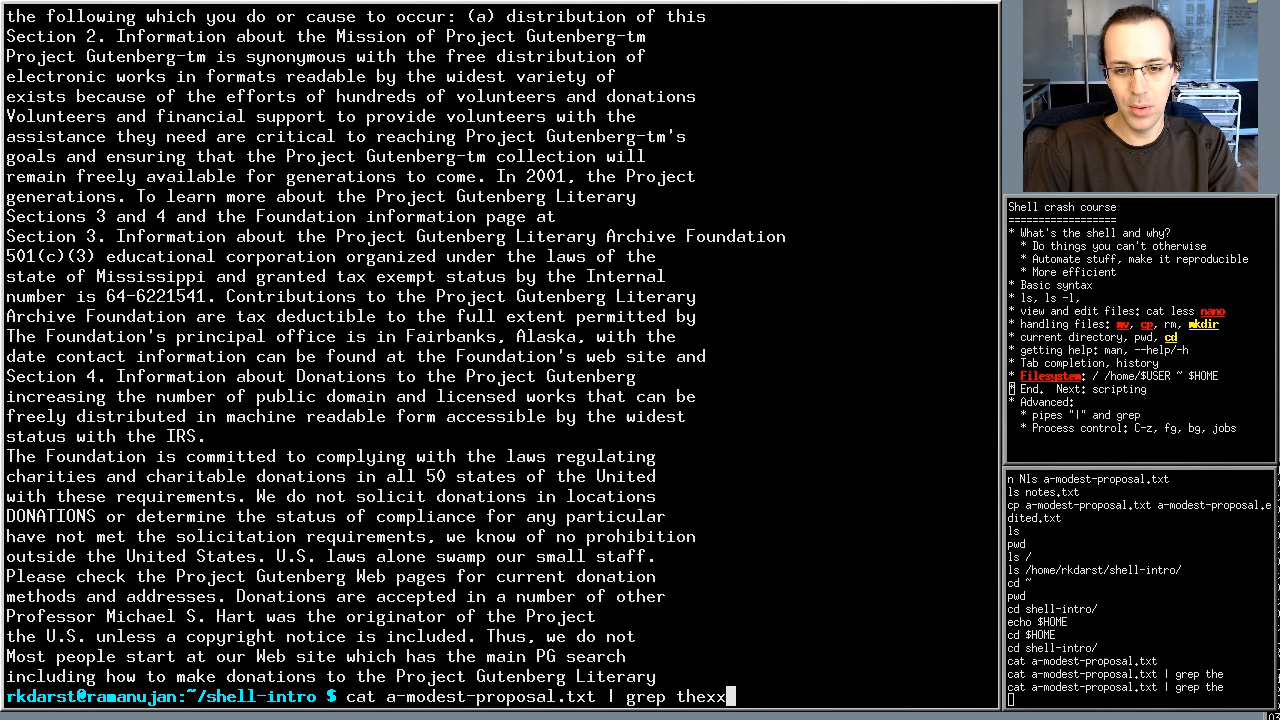 the following which you do or cause to occur: (a) distribution of this
Section 2. Information about the Mission of Project Gutenberg-tm
Project Gutenberg-tm is synonymous with the free distribution of
electronic works in formats readable by the widest variety of
exists because of the efforts of hundreds of volunteers and donations
Volunteers and financial support to provide volunteers with the
assistance they need are critical to reaching Project Gutenberg-tm's
goals and ensuring that the Project Gutenberg-tm collection will
remain freely available for generations to come. In 2001, the Project
generations. To learn more about the Project Gutenberg Literary
Sections 3 and 4 and the Foundation information page at
Section 3. Information about the Project Gutenberg Literary Archive Foundation
501(c)(3) educational corporation organized under the laws of the
state of Mississippi and granted tax exempt status by the Internal
number is 64-6221541. Contributions to the Project Gutenberg Literary
Archive Foundation are tax deductible to the full extent permitted by
The Foundation's principal office is in Fairbanks, Alaska, with the
date contact information can be found at the Foundation's web site and
Section 4. Information about Donations to the Project Gutenberg
increasing the number of public domain and licensed works that can be
freely distributed in machine readable form accessible by the widest
status with the IRS.
The Foundation is committed to complying with the laws regulating
charities and charitable donations in all 50 states of the United
with these requirements. We do not solicit donations in locations
DONATIONS or determine the status of compliance for any particular
have not met the solicitation requirements, we know of no prohibition
outside the United States. U.S. laws alone swamp our small staff.
Please check the Project Gutenberg Web pages for current donation
methods and addresses. Donations are accepted in a number of other
Professor Michael S. Hart was the originator of the Project
the U.S. unless a copyright notice is included. Thus, we do not
Most people start at our Web site which has the main PG search
including how to make donations to the Project Gutenberg Literary
rkdarst@ramanujan:~/shell-intro $ cat a-modest-proposal.txt | grep thexx
Shell crash course
==================
* What's the shell and why?
* Do things you can't otherwise
* Automate stuff, make it reproducible
* More efficient
* Basic syntax
* ls, ls -l,
* view and edit files: cat less nano
* handling files: mv, cp, rm, mkdir
* current directory, pwd, cd
* getting help: man, --help/-h
* Tab completion, history
* Filesystem: / /home/$USER ~ $HOME
* End. Next: scripting
* Advanced:
* pipes "|" and grep
* Process control: C-z, fg, bg, jobs
n Nls a-modest-proposal.txt
ls notes.txt
cp a-modest-proposal.txt a-modest-proposal.e
dited.txt
ls
pwd
ls /
ls /home/rkdarst/shell-intro/
cd ~
pwd
cd shell-intro/
echo $HOME
cd $HOME
cd shell-intro/
cat a-modest-proposal.txt
cat a-modest-proposal.txt | grep the
cat a-modest-proposal.txt | grep the